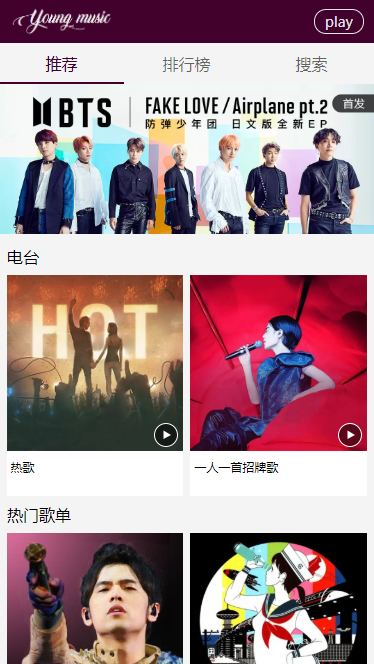 Young music
play
推荐
排行榜
搜索
BTS
FAKE LOVE / Airplane pt.2
首发
防弹少年团 日文版全新EP
电台
HOT
热歌
一人一首招牌歌
热门歌单